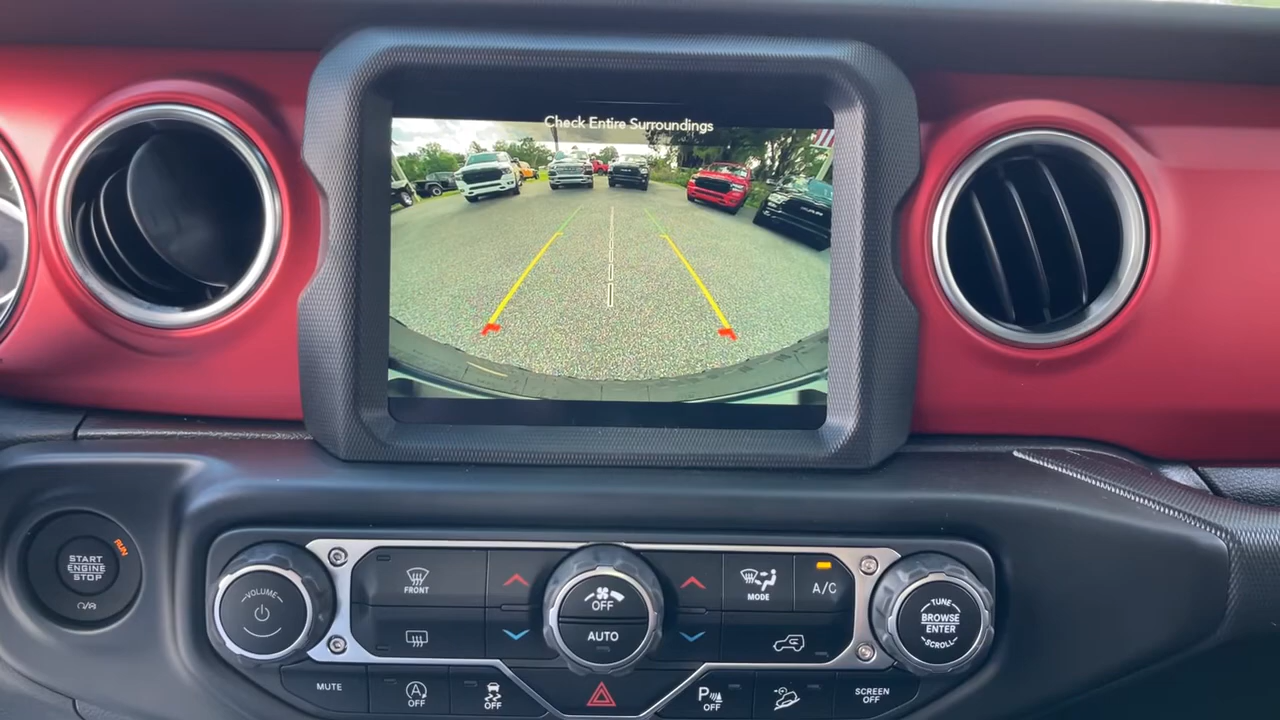 Check Entire Surroundings
RUN
START
ENGINE
STOP
VOLUME
FRONT
OFF
AUTO
MODE
A/C
TUNE
BROWSE
ENTER
SCROLL
MUTE
A
OFF
OFF
P
OFF
SCREEN
OFF